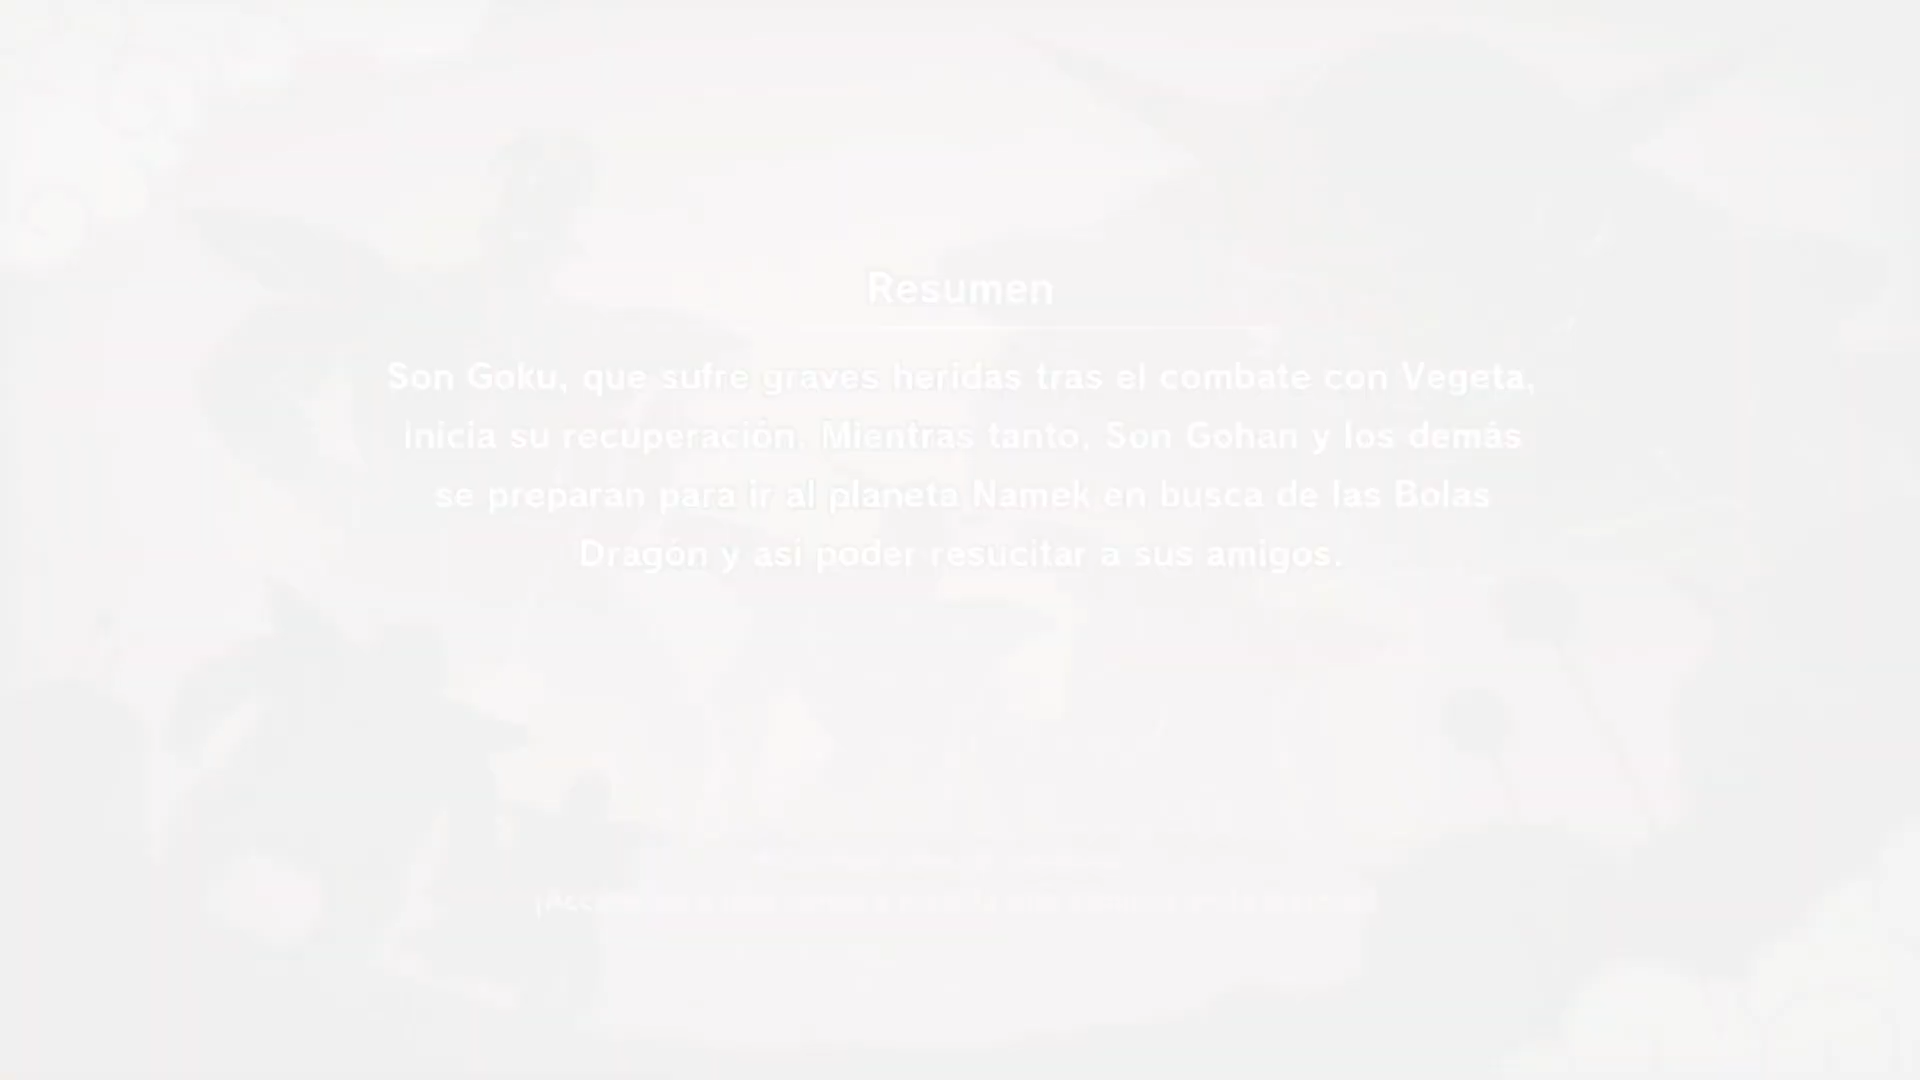 Resumen
Son Goku, que sufre graves heridas tras el combate con Vegeta,
inicia su recuperación. Mientras tanto, Son Gohan y los demás
se preparan para ir al planeta Namek en busca de las Bolas
Dragón y así poder resucitar a sus amigos.